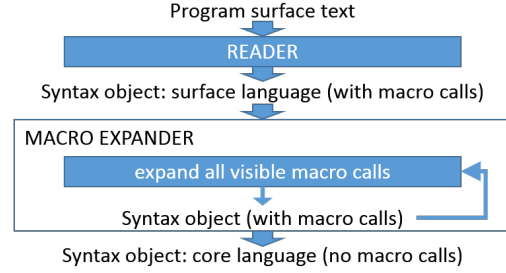 Program surface text
READER
Syntax object: surface language (with macro calls)
MACRO EXPANDER
expand all visible macro calls
Syntax object (with macro calls)
Syntax object: core language (no macro calls)